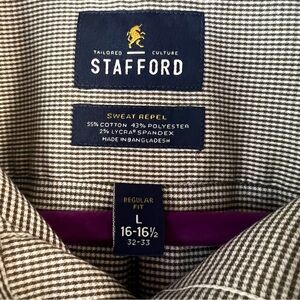 TAILORED CULTURE
STAFFORD
SWEAT REPEL
55% COTTON 43% POLYESTER
2% LYCRA® SPANDEX
MADE IN BANGLADESH
REGULAR
FIT
L
16-16½
32-33